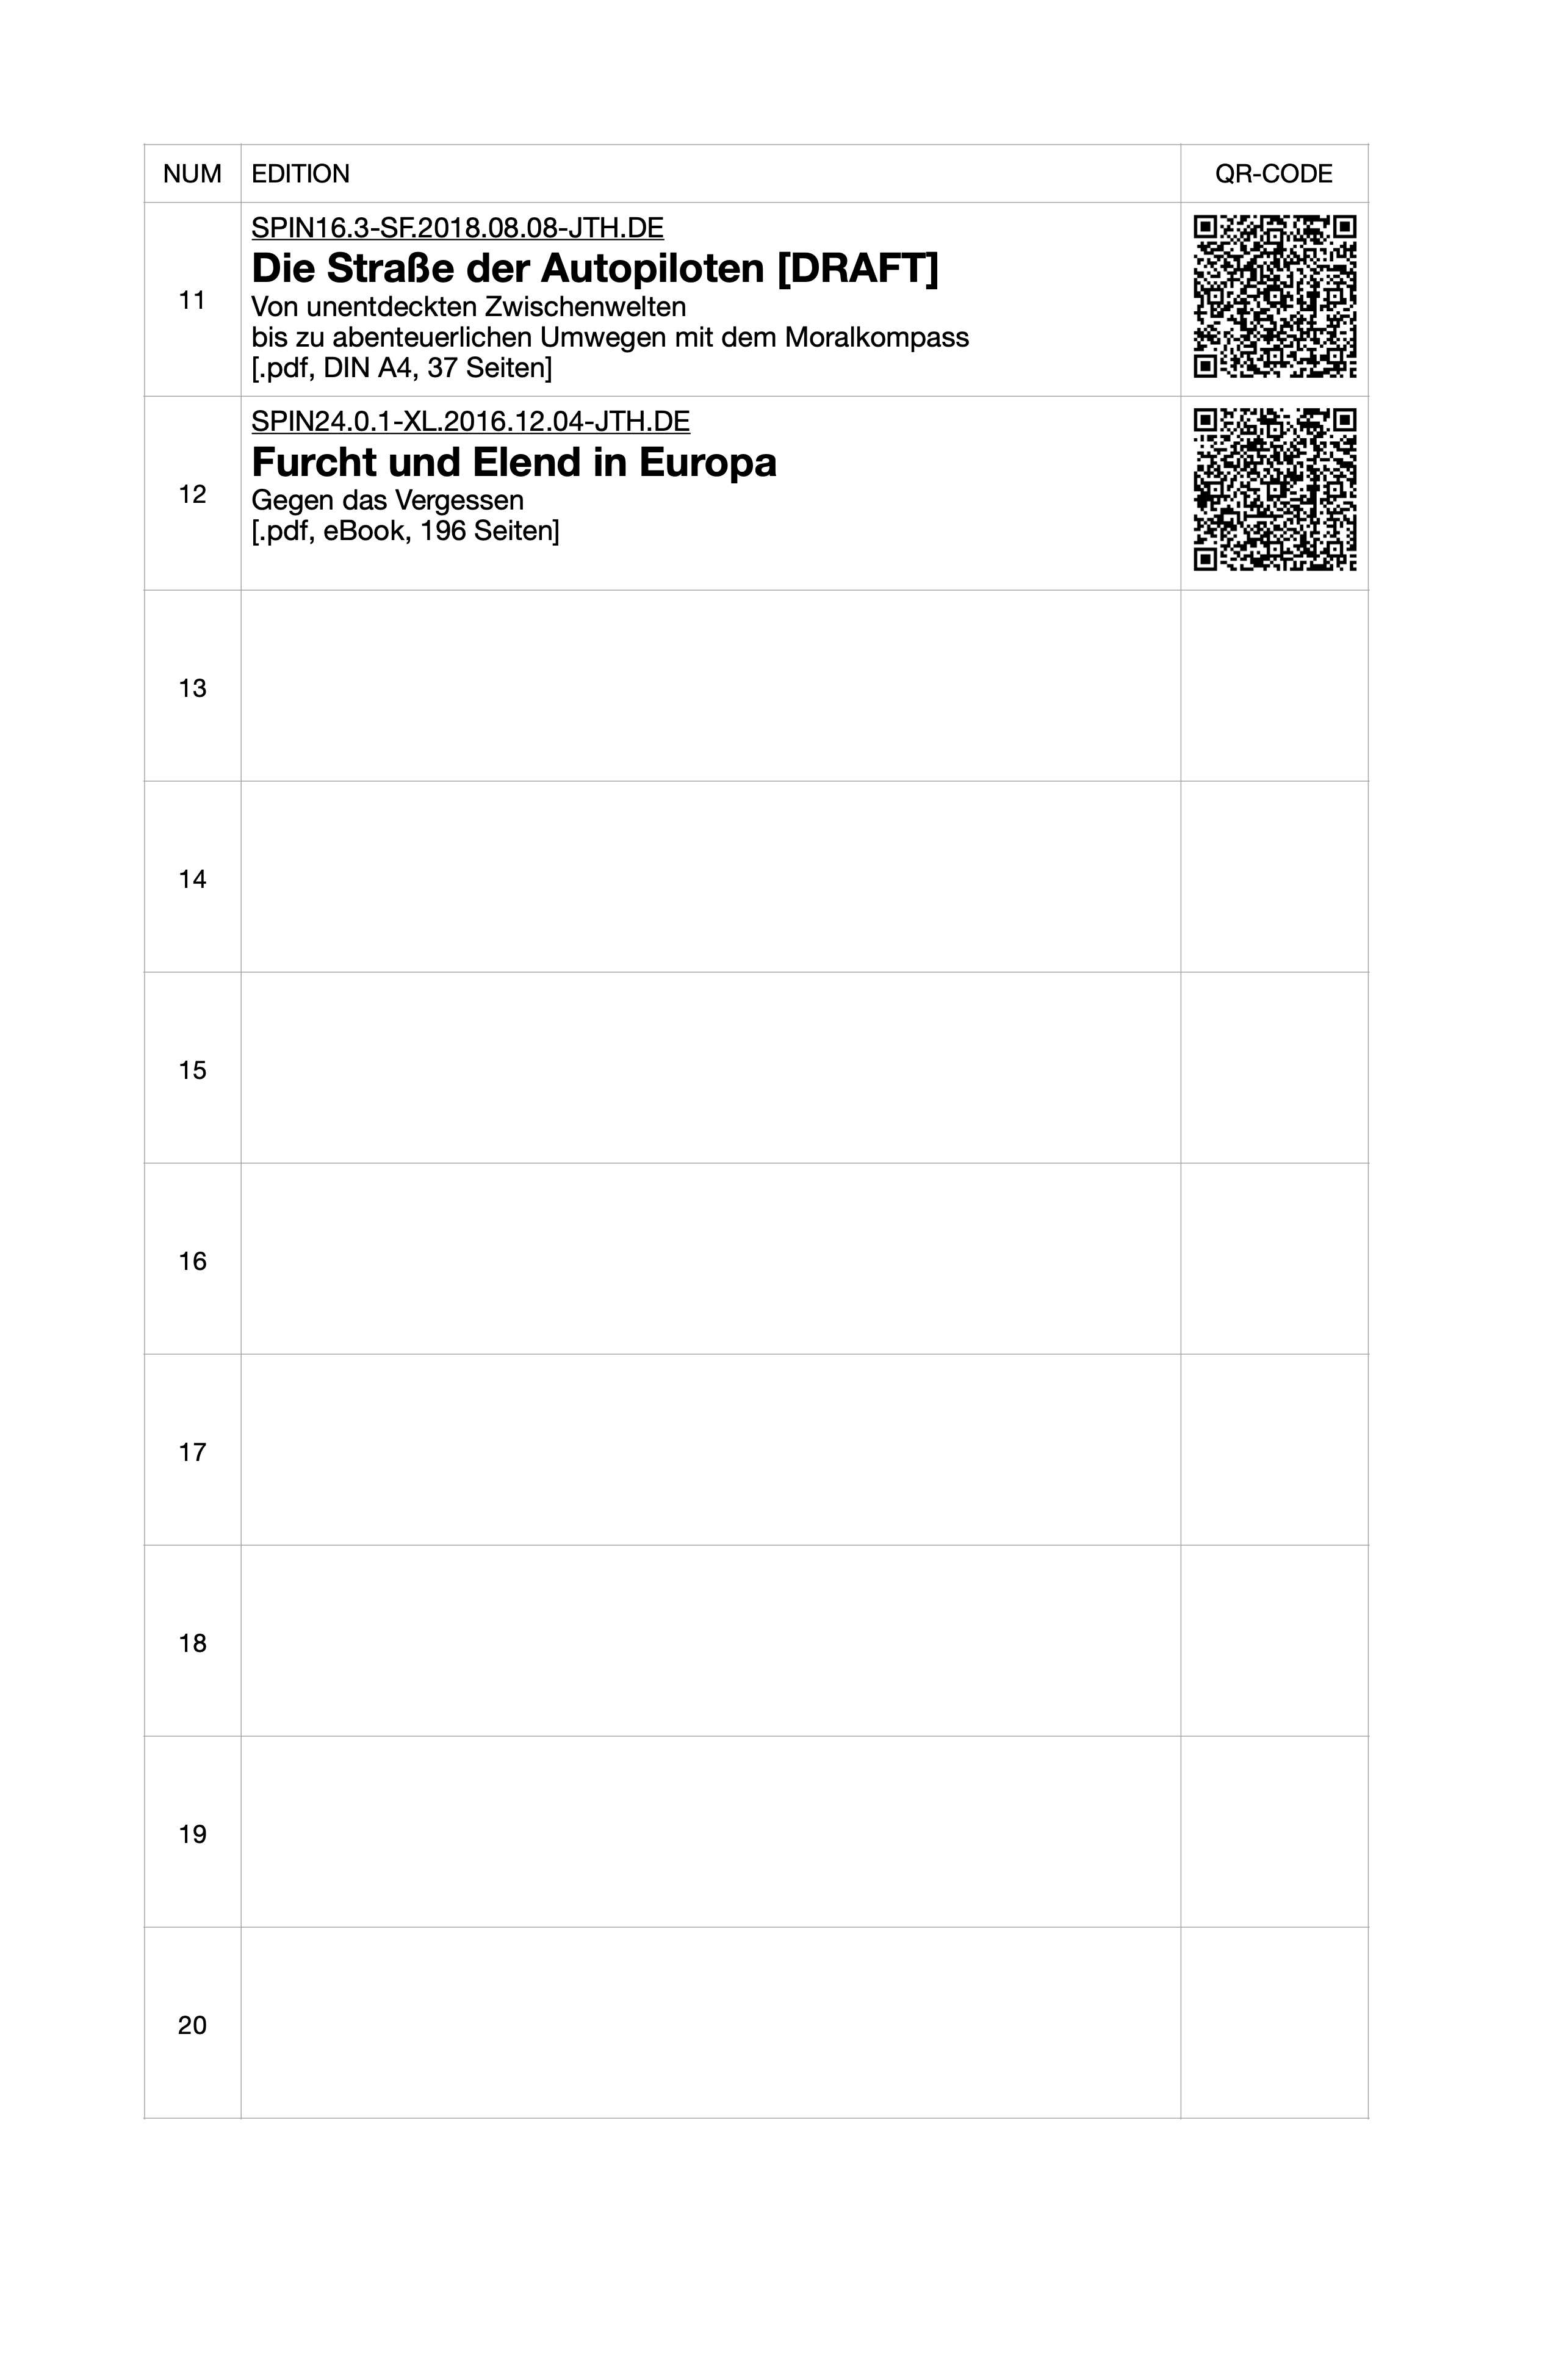 NUM EDITION QR-CODE
11
SPIN16.3-SF.2018.08.08-JTH.DE
Die Straße der Autopiloten [DRAFT]
Von unentdeckten Zwischenwelten
bis zu abenteuerlichen Umwegen mit dem Moralkompass
[.pdf, DIN A4, 37 Seiten]
12
SPIN24.0.1-XL.2016.12.04-JTH.DE
Furcht und Elend in Europa
Gegen das Vergessen
[.pdf, eBook, 196 Seiten]
13
14
15
16
17
18
19
20